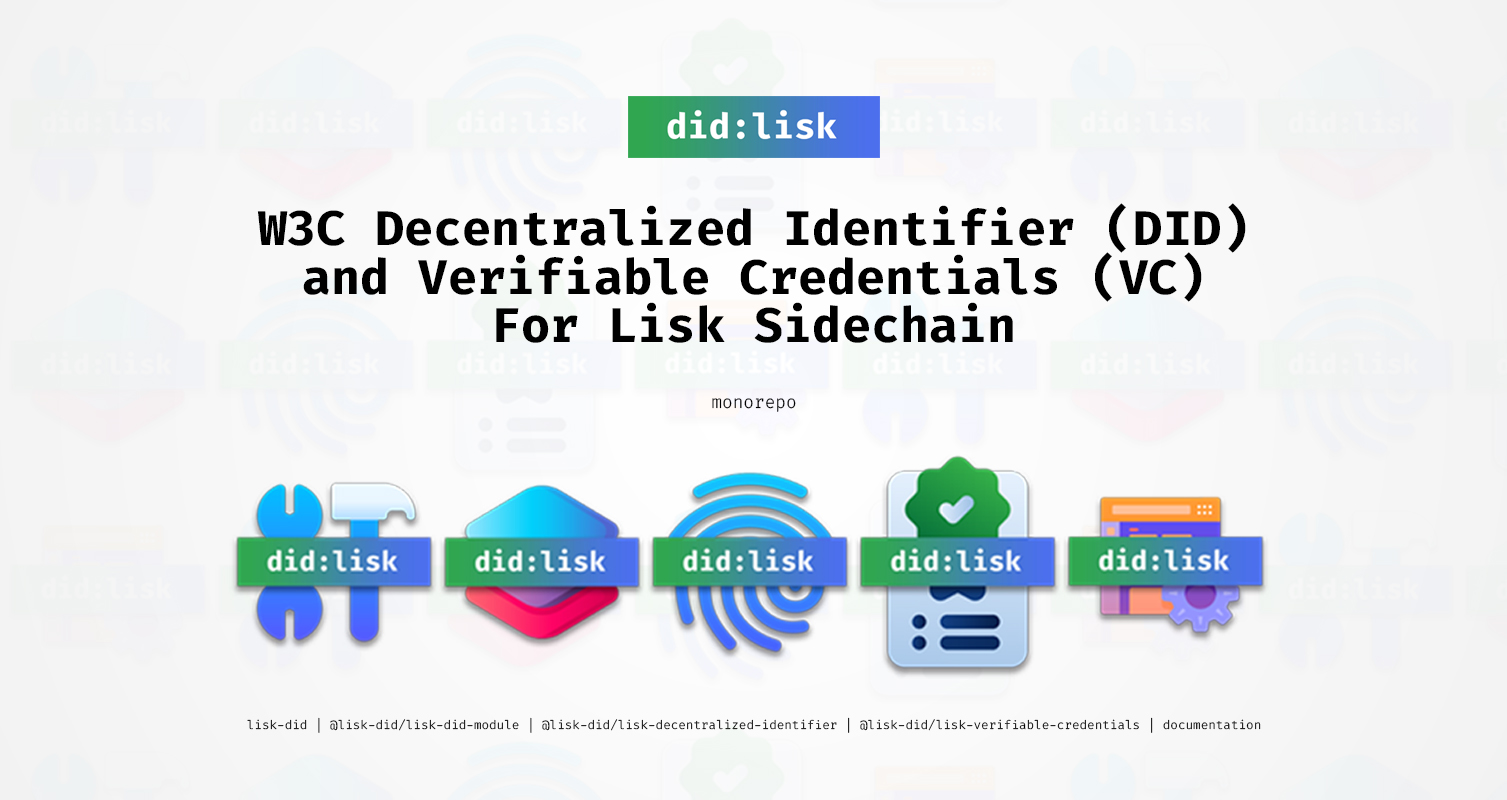 did:lisk
W3C Decentralized Identifier (DID)
and Verifiable Credentials (VC)
For Lisk Sidechain
monorepo
did:lisk did:lisk did:lisk did:lisk did:lisk
lisk-did | @lisk-did/lisk-did-module | @lisk-did/lisk-decentralized-identifier | @lisk-did/lisk-verifiable-credentials | documentation